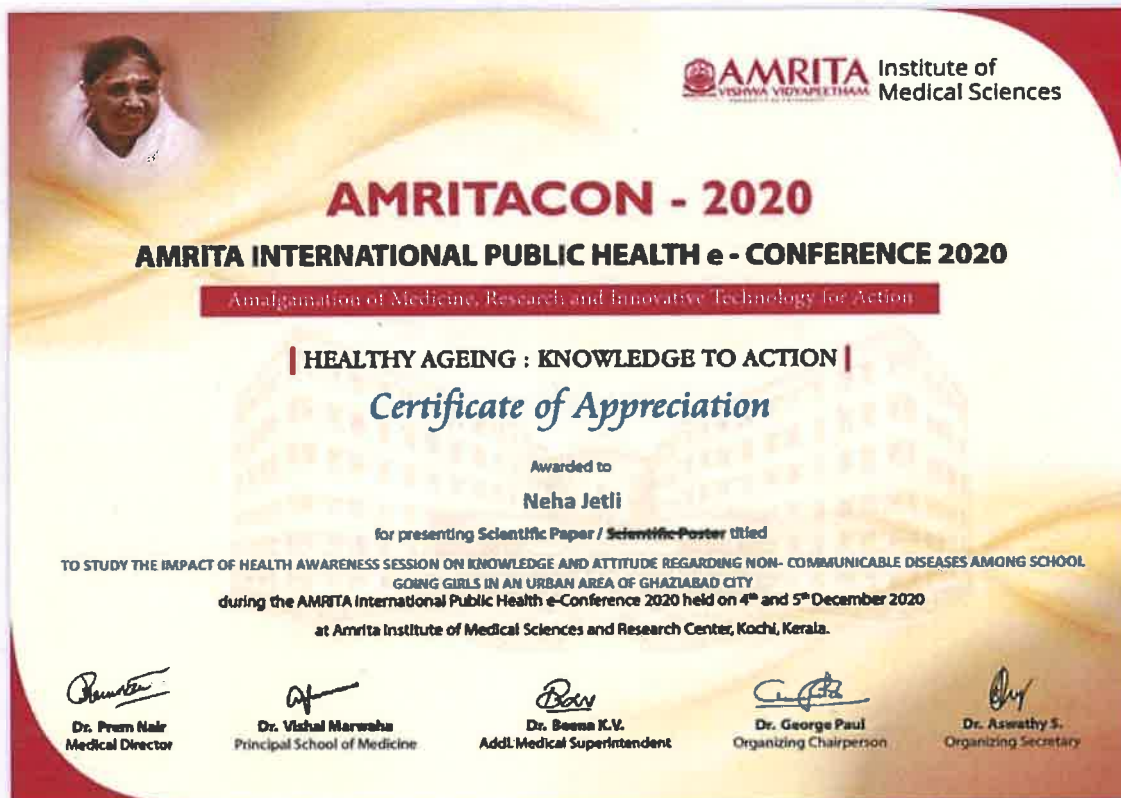 AMRITA Institute of
VISHWA VIDYAPEETHAM Medical Sciences
AMRITACON - 2020
AMRITA INTERNATIONAL PUBLIC HEALTH e - CONFERENCE 2020
Amalgamation of Medicine, Research and Innovative Technology for Action
| HEALTHY AGEING : KNOWLEDGE TO ACTION |
Certificate of Appreciation
Awarded to
Neha Jetli
for presenting Scientific Paper / Scientific Poster titled
TO STUDY THE IMPACT OF HEALTH AWARENESS SESSION ON KNOWLEDGE AND ATTITUDE REGARDING NON- COMMUNICABLE DISEASES AMONG SCHOOL
GOING GIRLS IN AN URBAN AREA OF GHAZIABAD CITY
during the AMRITA International Public Health e-Conference 2020 held on 4th and 5th December 2020
at Amrita Institute of Medical Sciences and Research Center, Kochi, Kerala.
Dr. Prem Nair
Medical Director
Dr. Vishal Marwaha
Principal School of Medicine
Dr. Beena K.V.
Addl.Medical Superintendent
Dr. George Paul
Organizing Chairperson
Dr. Aswathy S.
Organizing Secretary